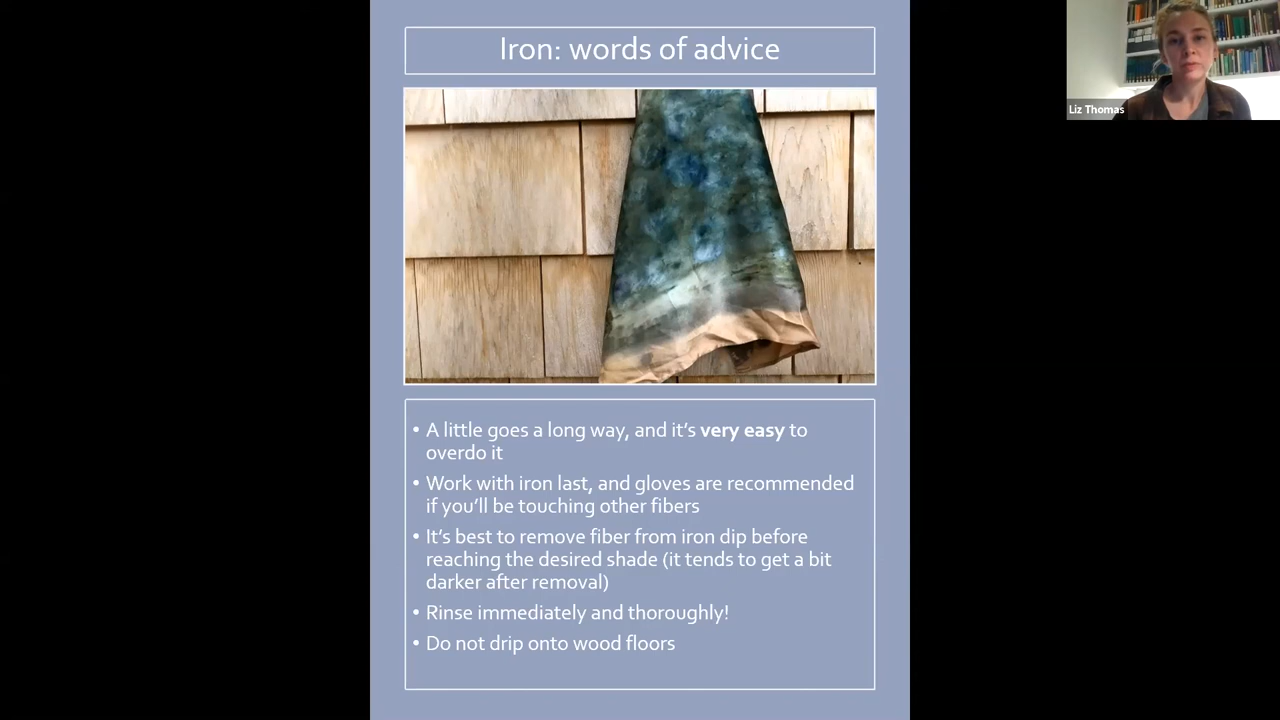 Iron: words of advice
Liz Thomas
• A little goes a long way, and it's very easy to
overdo it
• Work with iron last, and gloves are recommended
if you'll be touching other fibers
• It's best to remove fiber from iron dip before
reaching the desired shade (it tends to get a bit
darker after removal)
• Rinse immediately and thoroughly!
• Do not drip onto wood floors